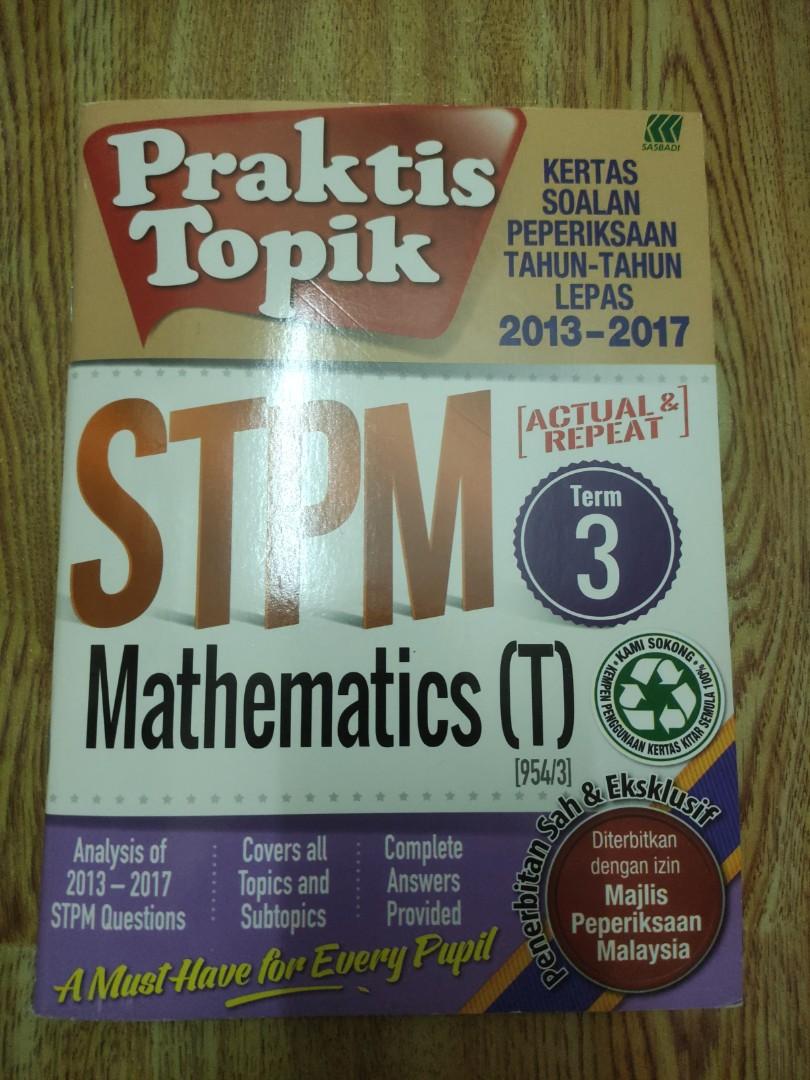 Praktis
Topik
SASBADI
KERTAS
SOALAN
PEPERIKSAAN
TAHUN-TAHUN
LEPAS
2013–2017
STPM
[ACTUAL &
REPEAT]
Term
3
Mathematics (T)
[954/3]
• KAMI SOKONG •
KEMPEN PENGGUNAAN KERTAS KITAR SEMULA 100%
Analysis of
2013 – 2017
STPM Questions
Covers all
Topics and
Subtopics
Complete
Answers
Provided
A Must-Have for Every Pupil
Penerbitan Sah & Eksklusif
Diterbitkan
dengan izin
Majlis
Peperiksaan
Malaysia